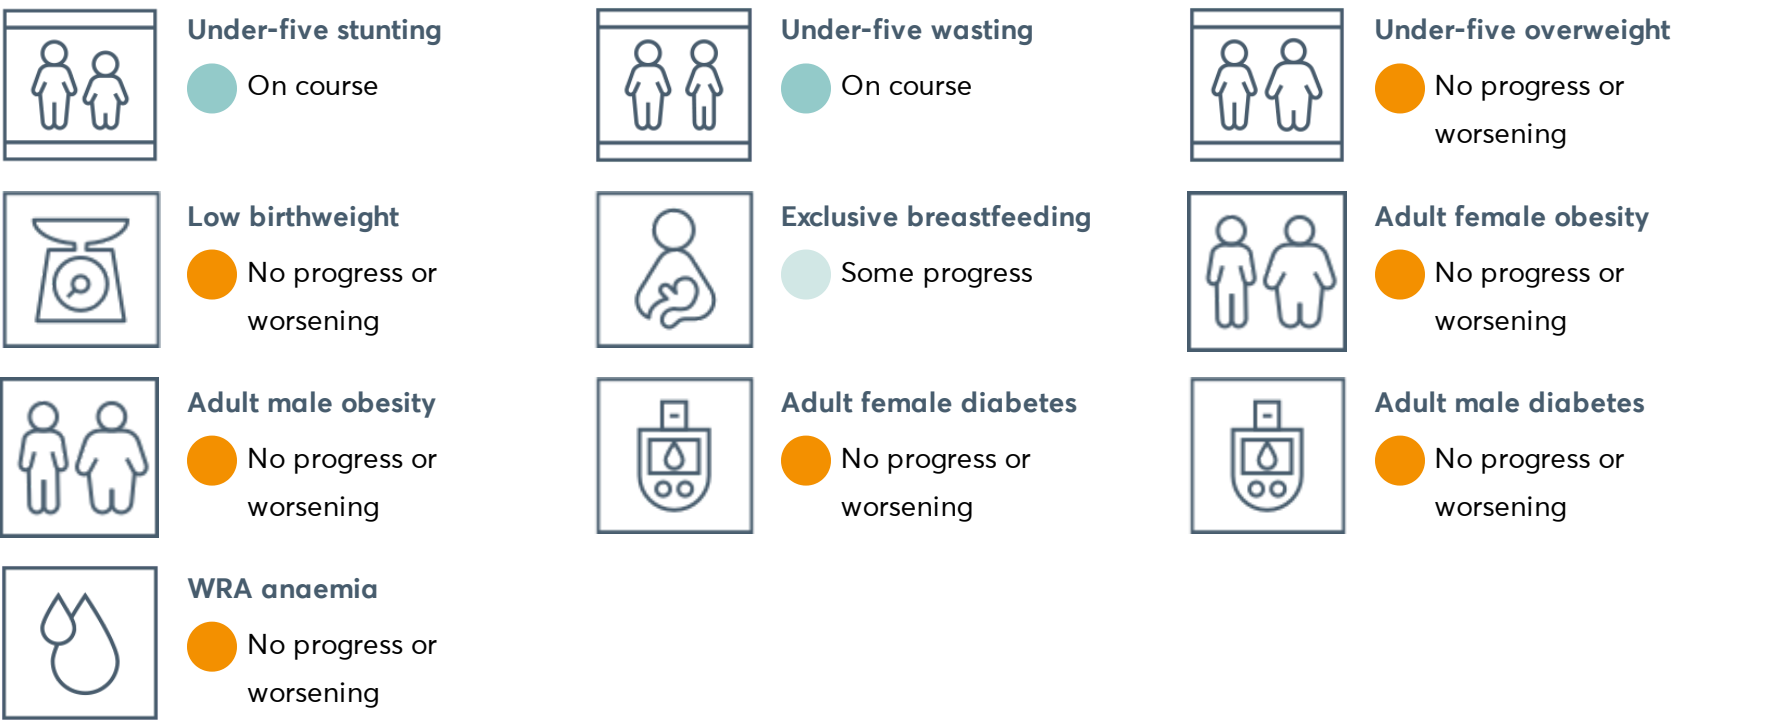 Under-five stunting
On course
Under-five wasting
On course
Under-five overweight
No progress or
worsening
Low birthweight
No progress or
worsening
Exclusive breastfeeding
Some progress
Adult female obesity
No progress or
worsening
Adult male obesity
No progress or
worsening
Adult female diabetes
No progress or
worsening
Adult male diabetes
No progress or
worsening
WRA anaemia
No progress or
worsening